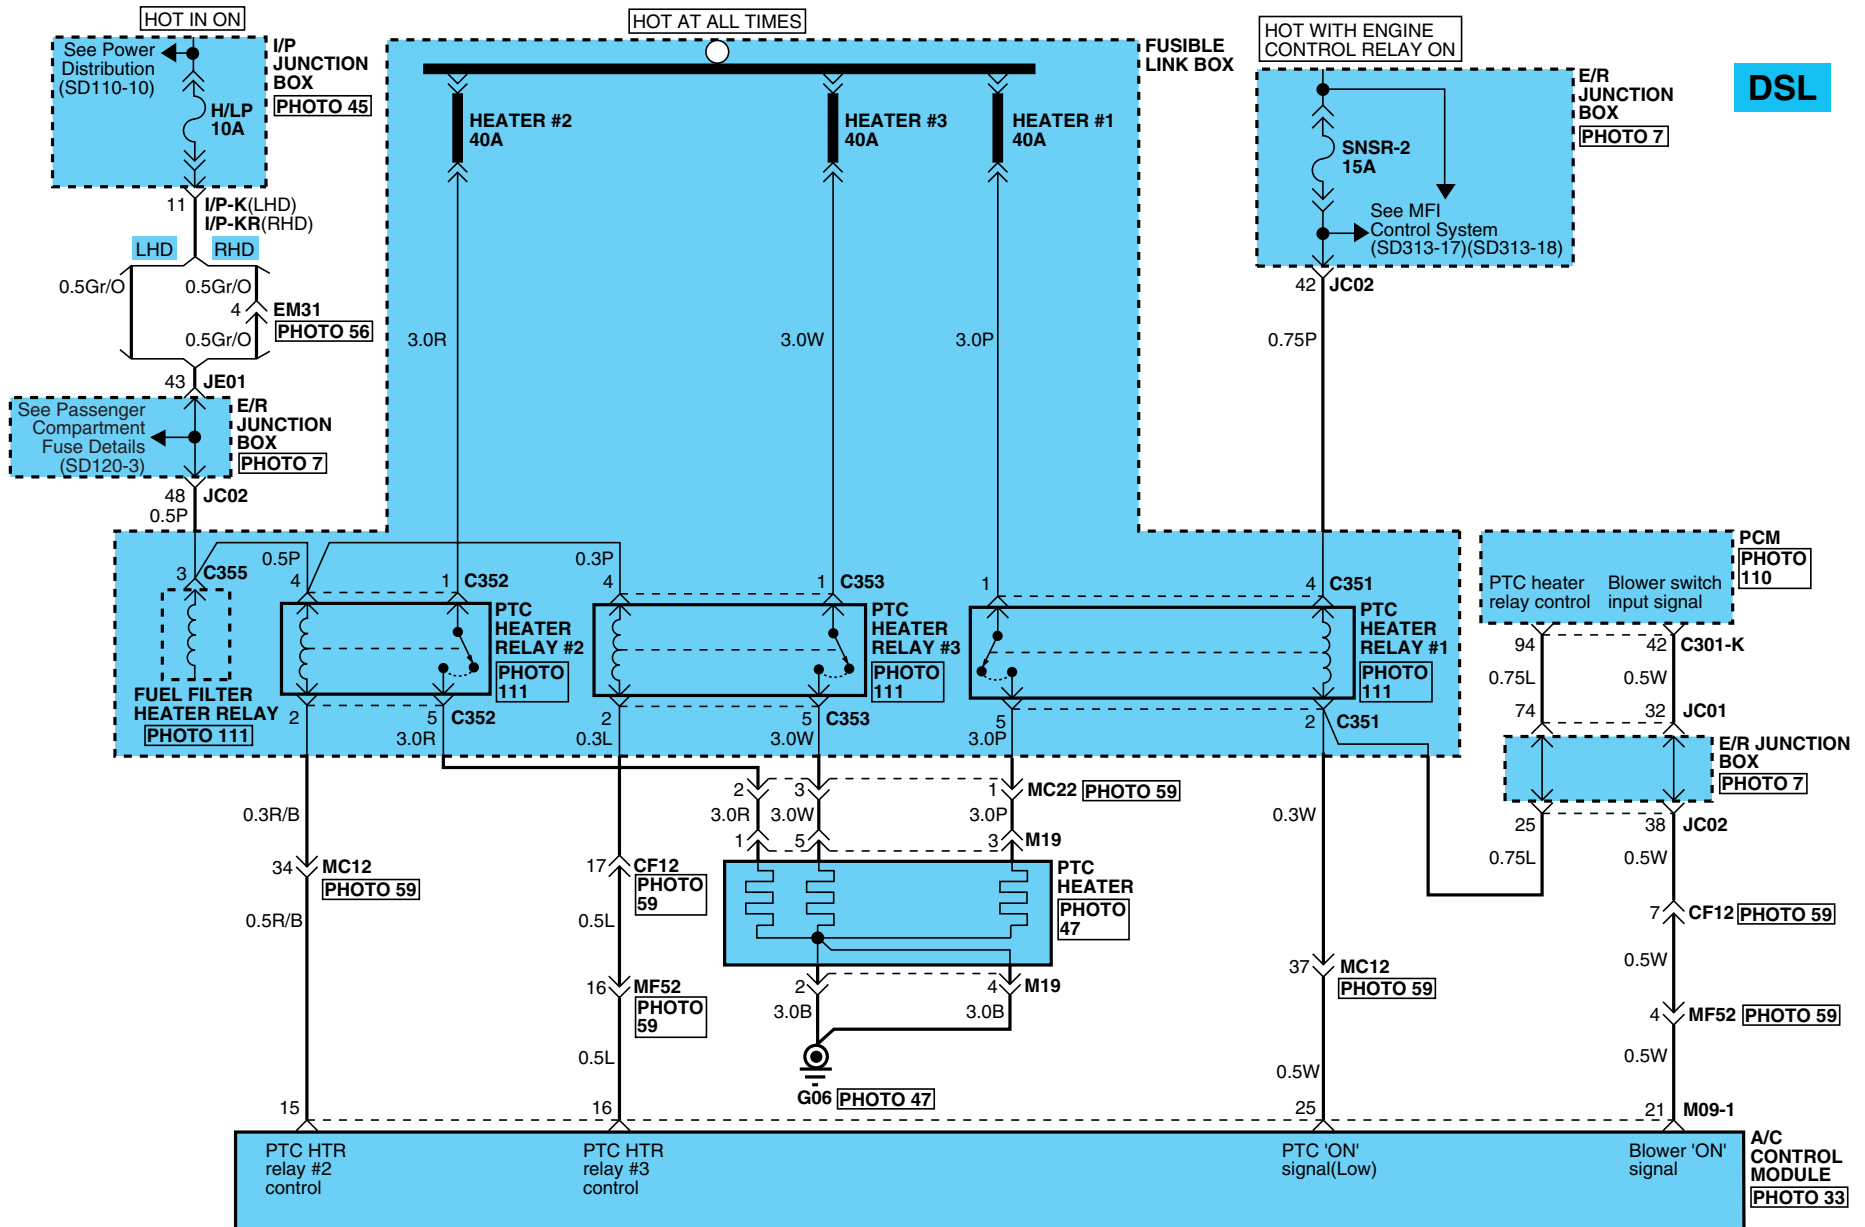 HOT IN ON
See Power
Distribution
(SD110-10)
H/LP
10A
I/P
JUNCTION
BOX
PHOTO 45
HOT AT ALL TIMES
HEATER #2
40A
HEATER #3
40A
HEATER #1
40A
FUSIBLE
LINK BOX
HOT WITH ENGINE
CONTROL RELAY ON
SNSR-2
15A
See MFI
Control System
(SD313-17)(SD313-18)
E/R
JUNCTION
BOX
PHOTO 7
DSL
11
I/P-K(LHD)
I/P-KR(RHD)
LHD
RHD
0.5Gr/O
0.5Gr/O
4
EM31
PHOTO 56
0.5Gr/O
3.0R
3.0W
3.0P
42
JC02
0.75P
43
JE01
See Passenger
Compartment
Fuse Details
(SD120-3)
E/R
JUNCTION
BOX
PHOTO 7
48
JC02
0.5P
0.5P
0.3P
3
C355
4
1
C352
4
1
C353
1
4
C351
FUEL FILTER
HEATER RELAY
PHOTO 111
PTC
HEATER
RELAY #2
PHOTO
111
PTC
HEATER
RELAY #3
PHOTO
111
PTC
HEATER
RELAY #1
PHOTO
111
2
5
C352
2
5
C353
5
2
C351
3.0R
0.3L
3.0W
3.0P
PCM
PHOTO
110
PTC heater
relay control
Blower switch
input signal
94
42
C301-K
0.75L
0.5W
74
32
JC01
E/R JUNCTION
BOX
PHOTO 7
25
38
JC02
0.75L
0.5W
2
3
1
MC22
PHOTO 59
3.0R
3.0W
3.0P
1
5
3
M19
PTC
HEATER
PHOTO
47
2
4
M19
3.0B
3.0B
G06
PHOTO 47
0.3R/B
34
MC12
PHOTO 59
0.5R/B
17
CF12
PHOTO
59
0.5L
16
MF52
PHOTO
59
0.5L
0.3W
37
MC12
PHOTO 59
0.5W
7
CF12
PHOTO 59
0.5W
4
MF52
PHOTO 59
0.5W
15
16
25
21
M09-1
PTC HTR
relay #2
control
PTC HTR
relay #3
control
PTC 'ON'
signal(Low)
Blower 'ON'
signal
A/C
CONTROL
MODULE
PHOTO 33